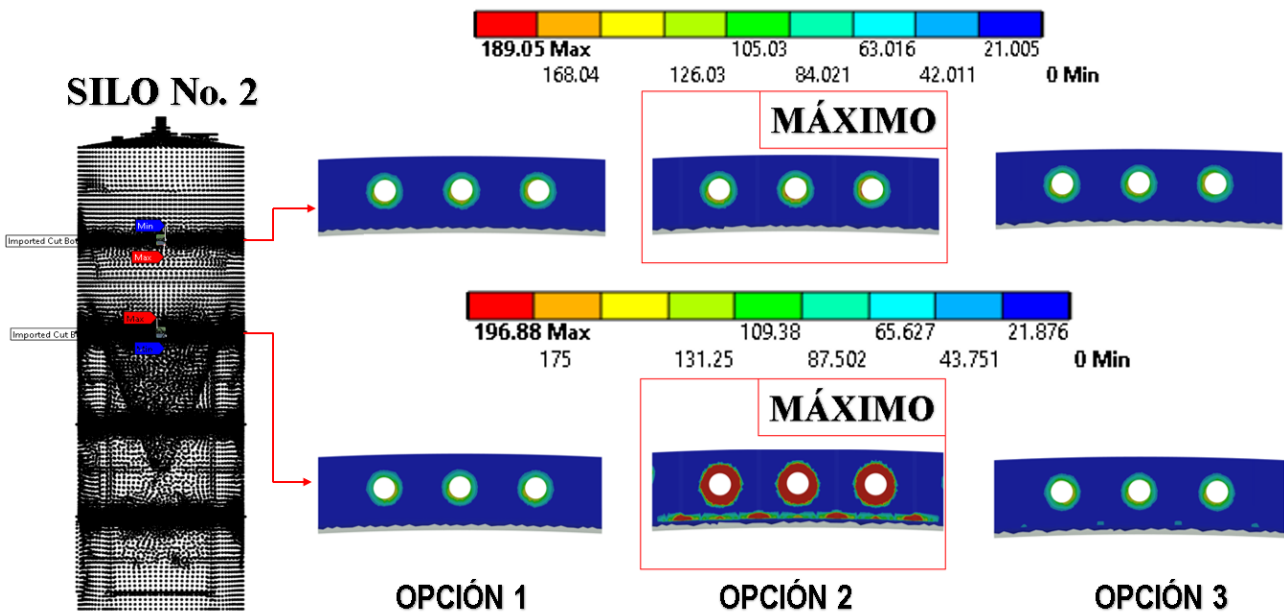 189.05 Max
105.03
63.016
21.005
168.04
126.03
84.021
42.011
0 Min
SILO No. 2
MÁXIMO
Min
Imported Cut Bo
Max
196.88 Max
109.38
65.627
21.876
175
131.25
87.502
43.751
0 Min
Max
Imported Cut B
MÁXIMO
OPCIÓN 1
OPCIÓN 2
OPCIÓN 3